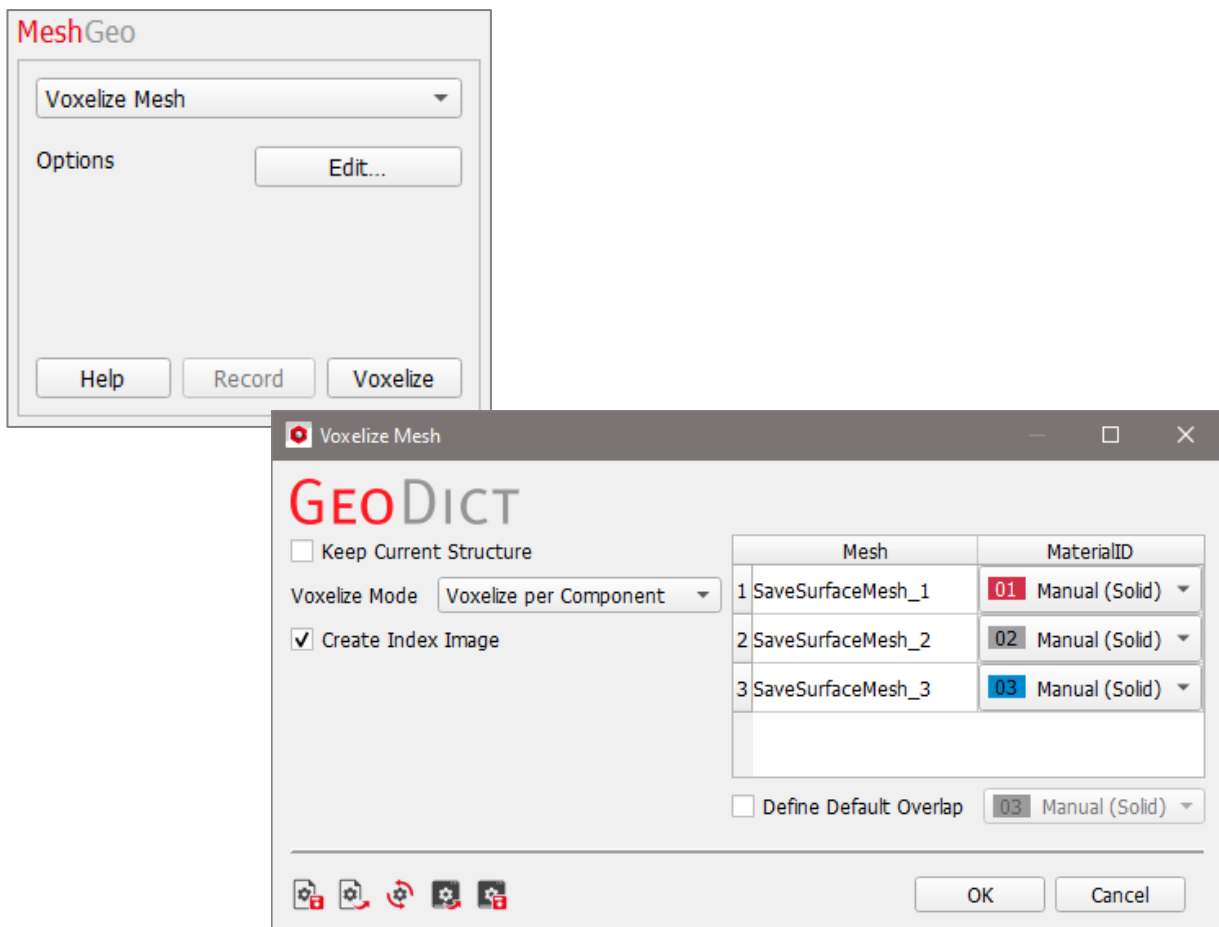 MeshGeo
Voxelize Mesh
Options Edit...
Help Record Voxelize
Voxelize Mesh
GEODICT
Keep Current Structure
Voxelize Mode Voxelize per Component
Create Index Image
Mesh MaterialID
1 SaveSurfaceMesh_1 01 Manual (Solid)
2 SaveSurfaceMesh_2 02 Manual (Solid)
3 SaveSurfaceMesh_3 03 Manual (Solid)
Define Default Overlap 03 Manual (Solid)
OK Cancel